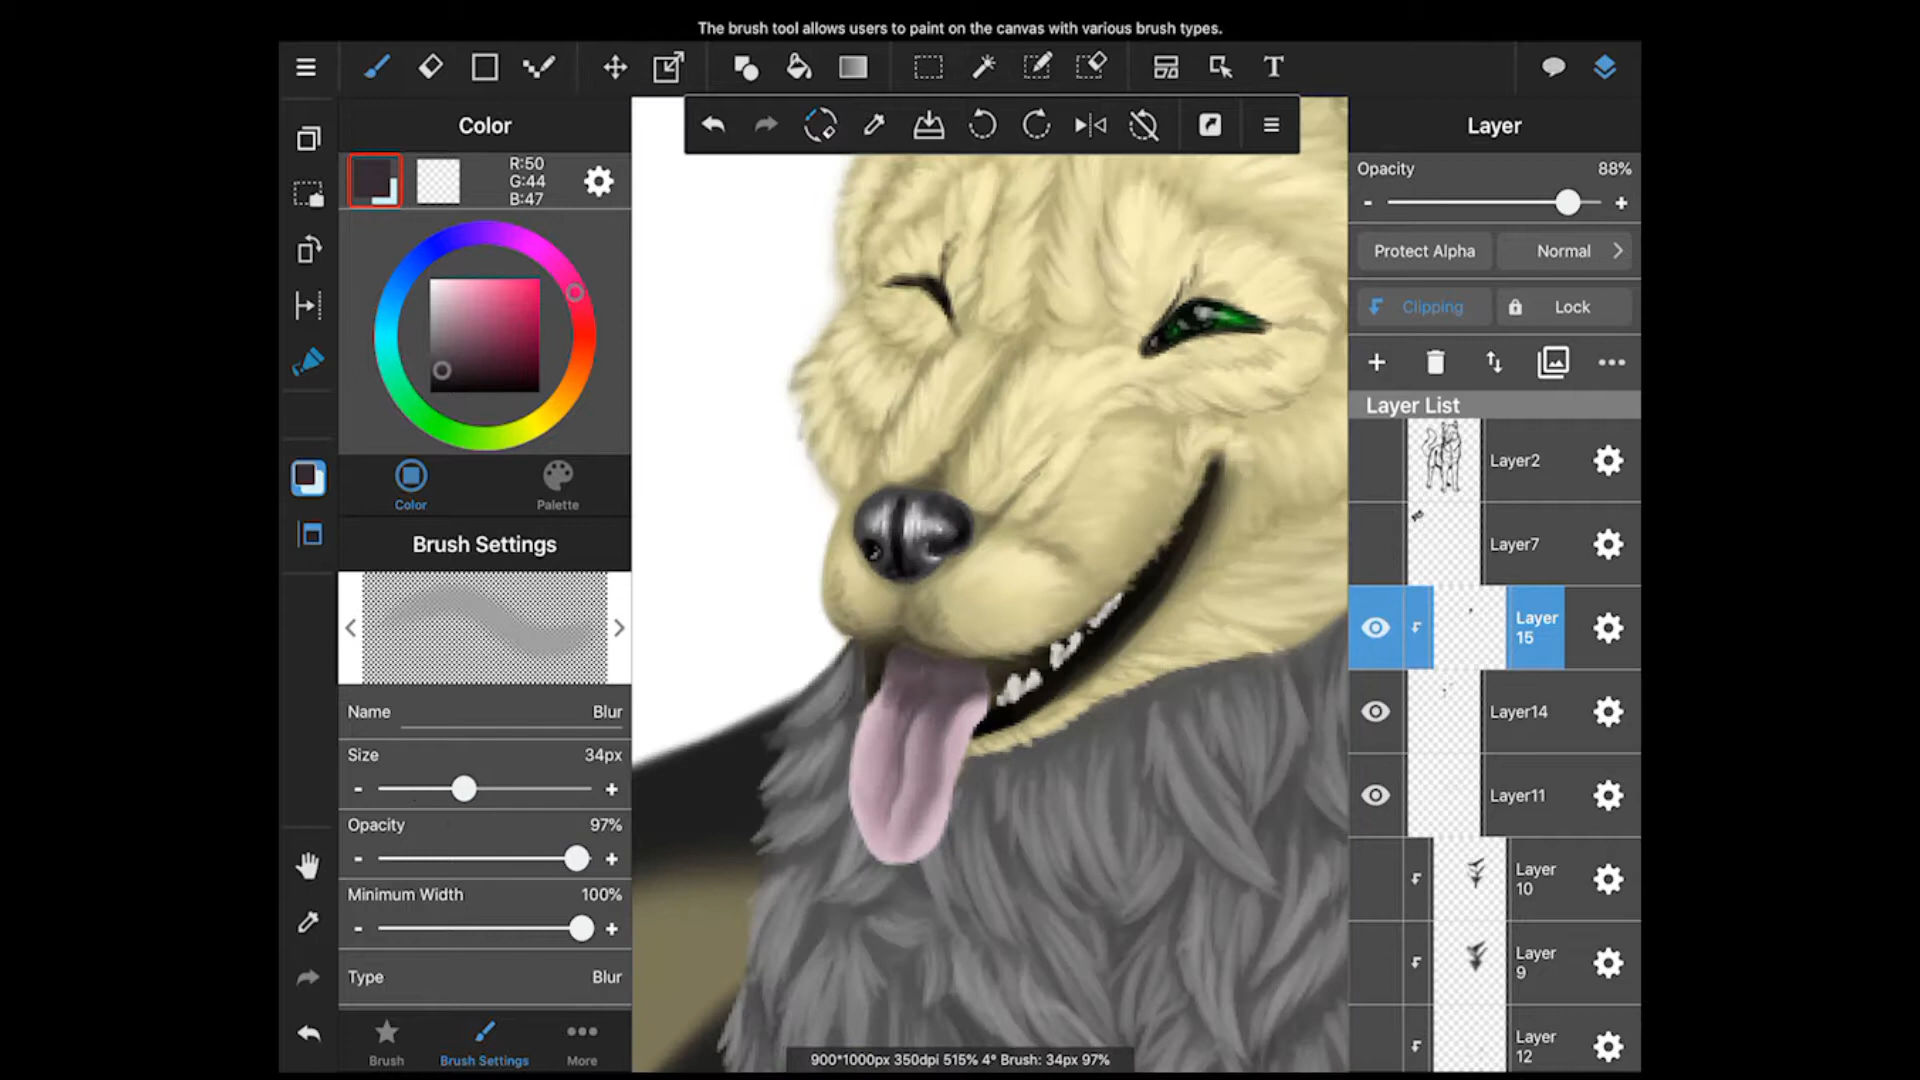 The brush tool allows users to paint on the canvas with various brush types.
T
Color
R:50
G:44
B:47
Color
Palette
Brush Settings
Name Blur
Size 34px
- +
Opacity 97%
- +
Minimum Width 100%
- +
Type Blur
Brush
Brush Settings
More
900*1000px 350dpi 515% 4° Brush: 34px 97%
Layer
Opacity 88%
- +
Protect Alpha
Normal
Clipping
Lock
Layer List
Layer2
Layer7
Layer
15
Layer14
Layer11
Layer
10
Layer
9
Layer
12